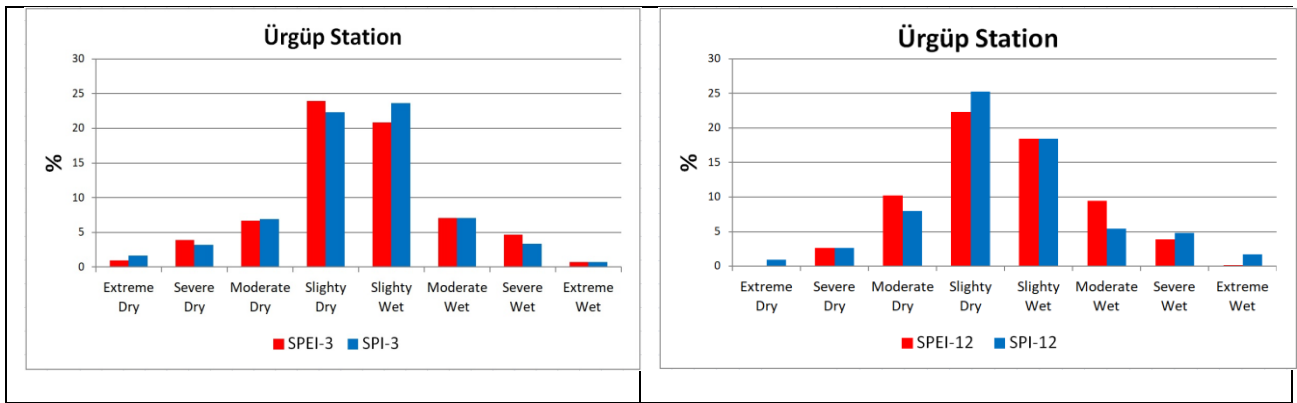 Ürgüp Station
30
25
20
15
10
5
0
%
Extreme Dry
Severe Dry
Moderate Dry
Slighty Dry
Slighty Wet
Moderate Wet
Severe Wet
Extreme Wet
SPEI-3 SPI-3
Ürgüp Station
30
25
20
15
10
5
0
%
Extreme Dry
Severe Dry
Moderate Dry
Slighty Dry
Slighty Wet
Moderate Wet
Severe Wet
Extreme Wet
SPEI-12 SPI-12